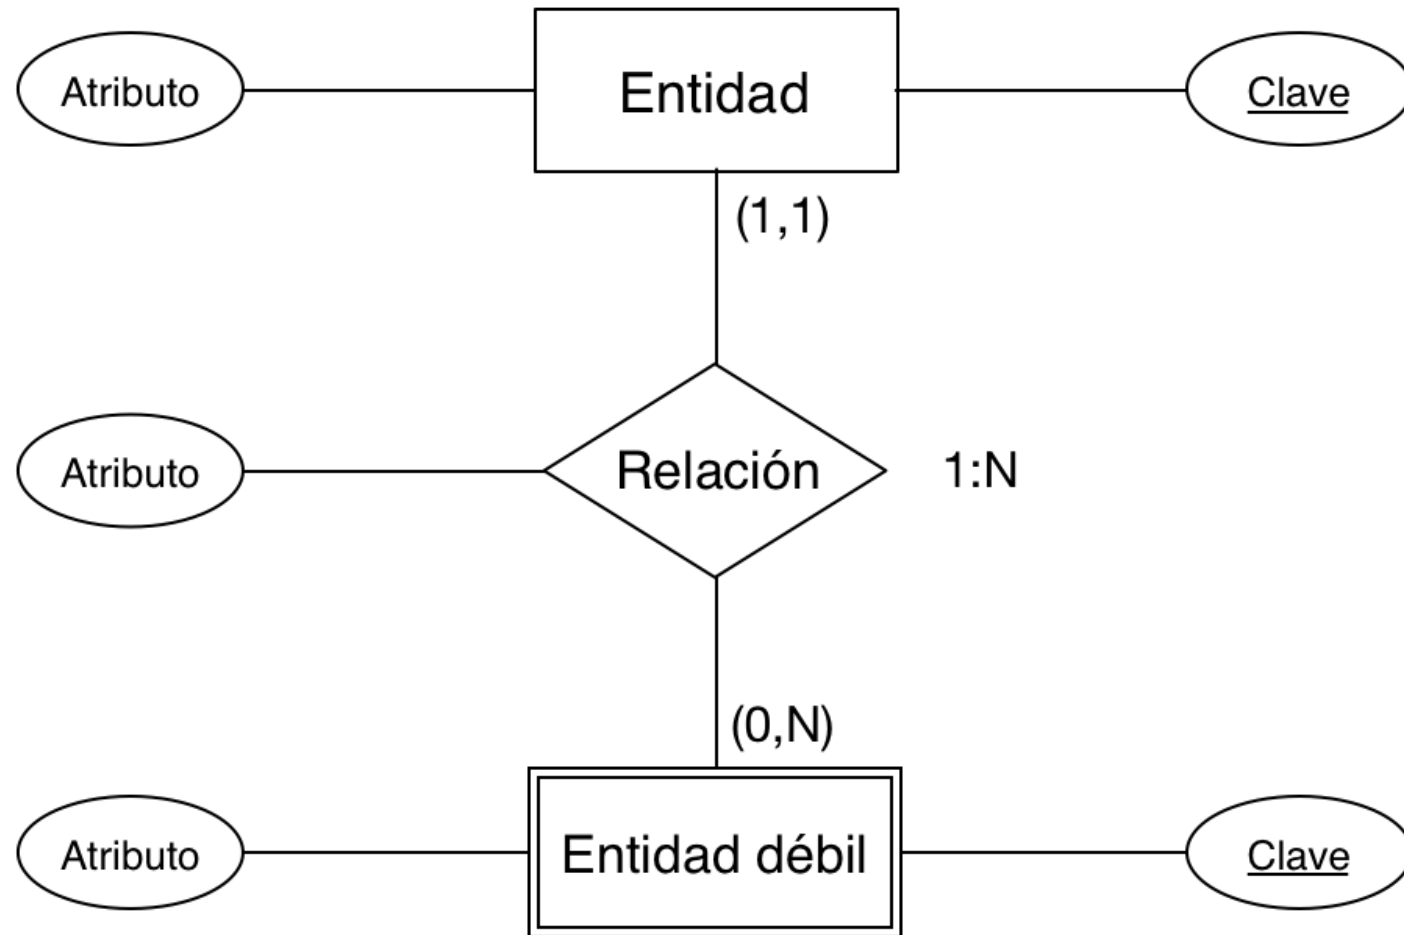 Atributo
Entidad
Clave
(1,1)
Atributo
Relación
1:N
(0,N)
Atributo
Entidad débil
Clave